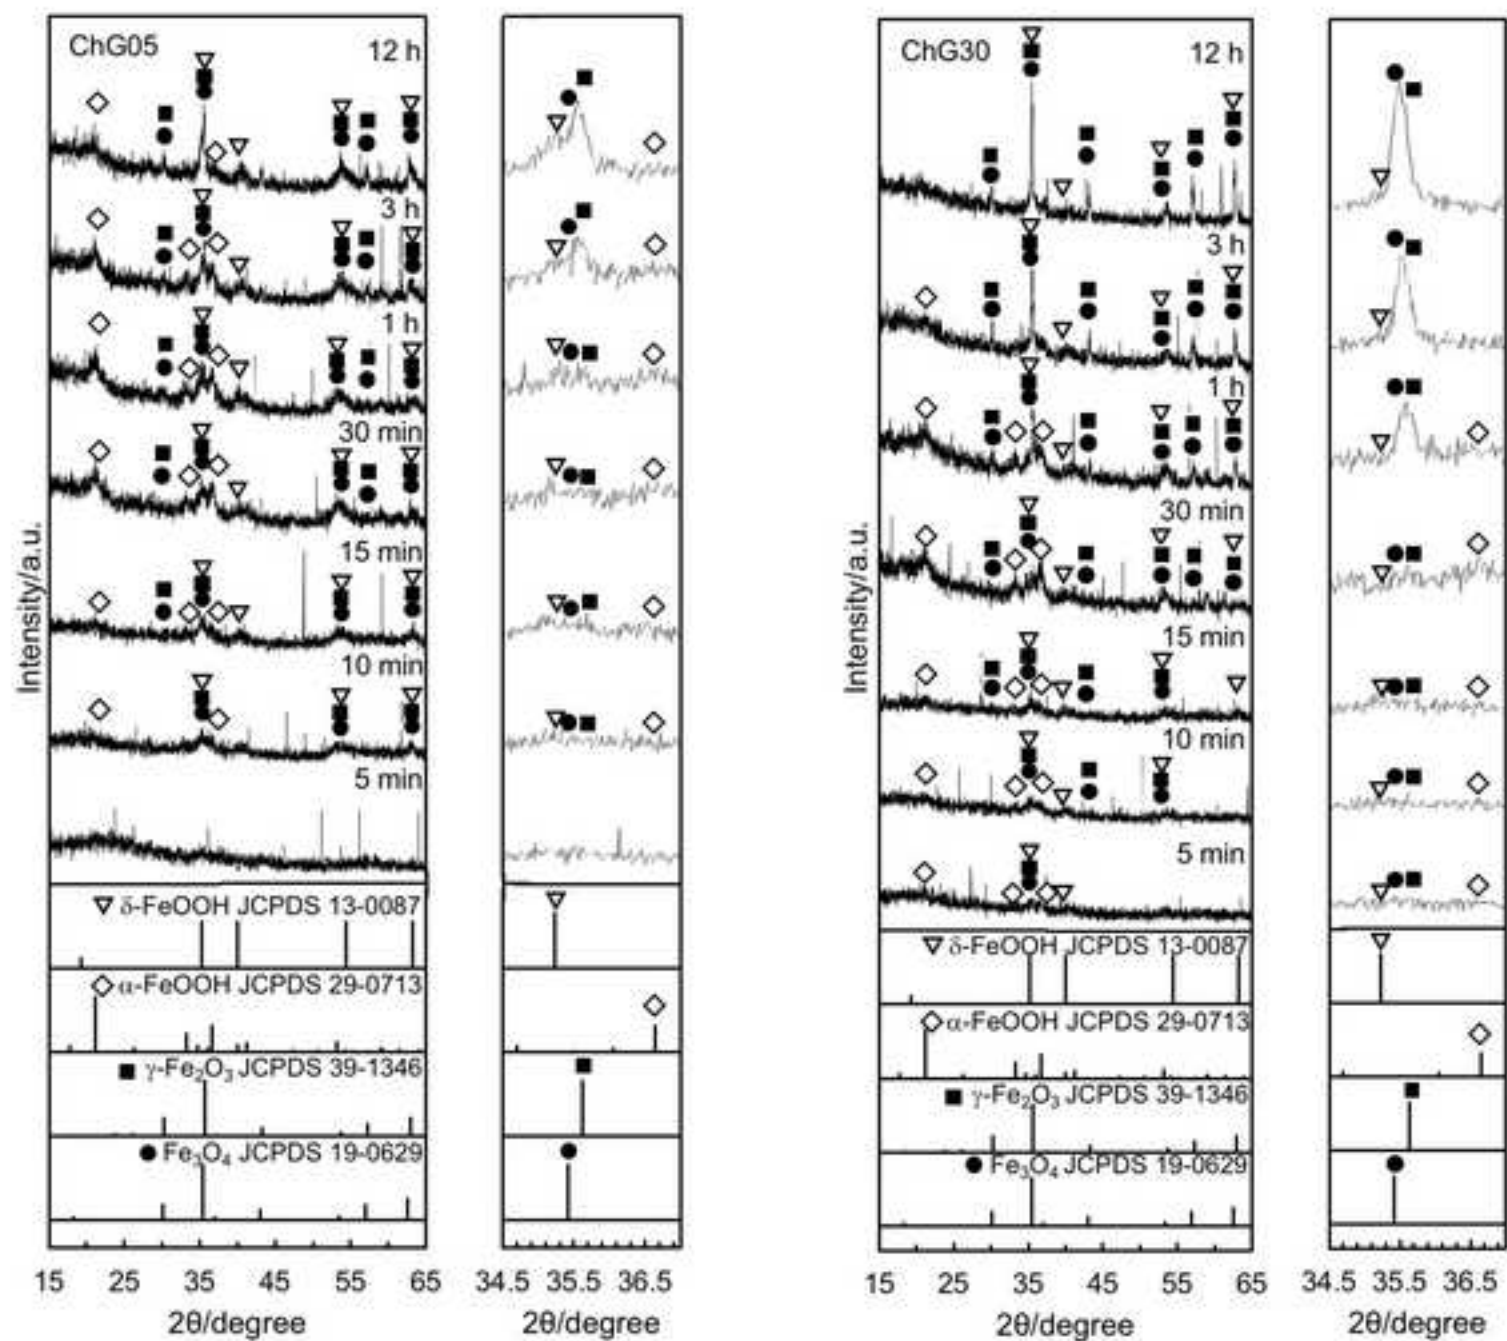 ChG05
12 h
3 h
1 h
30 min
15 min
10 min
5 min
δ-FeOOH JCPDS 13-0087
α-FeOOH JCPDS 29-0713
γ-Fe₂O₃ JCPDS 39-1346
Fe₃O₄ JCPDS 19-0629
Intensity/a.u.
15 25 35 45 55 65
2θ/degree
34.5 35.5 36.5
2θ/degree
ChG30
12 h
3 h
1 h
30 min
15 min
10 min
5 min
δ-FeOOH JCPDS 13-0087
α-FeOOH JCPDS 29-0713
γ-Fe₂O₃ JCPDS 39-1346
Fe₃O₄ JCPDS 19-0629
Intensity/a.u.
15 25 35 45 55 65
2θ/degree
34.5 35.5 36.5
2θ/degree